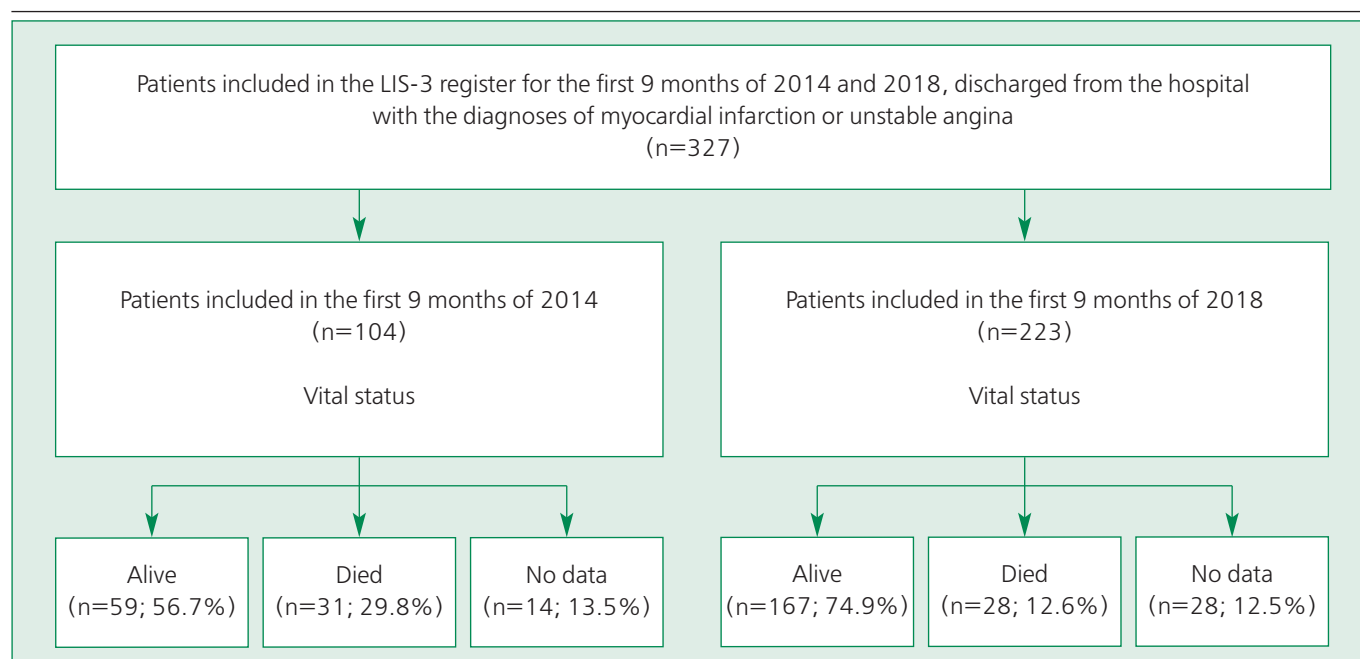 Patients included in the LIS-3 register for the first 9 months of 2014 and 2018, discharged from the hospital
with the diagnoses of myocardial infarction or unstable angina
(n=327)
Patients included in the first 9 months of 2014
(n=104)
Vital status
Patients included in the first 9 months of 2018
(n=223)
Vital status
Alive
(n=59; 56.7%)
Died
(n=31; 29.8%)
No data
(n=14; 13.5%)
Alive
(n=167; 74.9%)
Died
(n=28; 12.6%)
No data
(n=28; 12.5%)